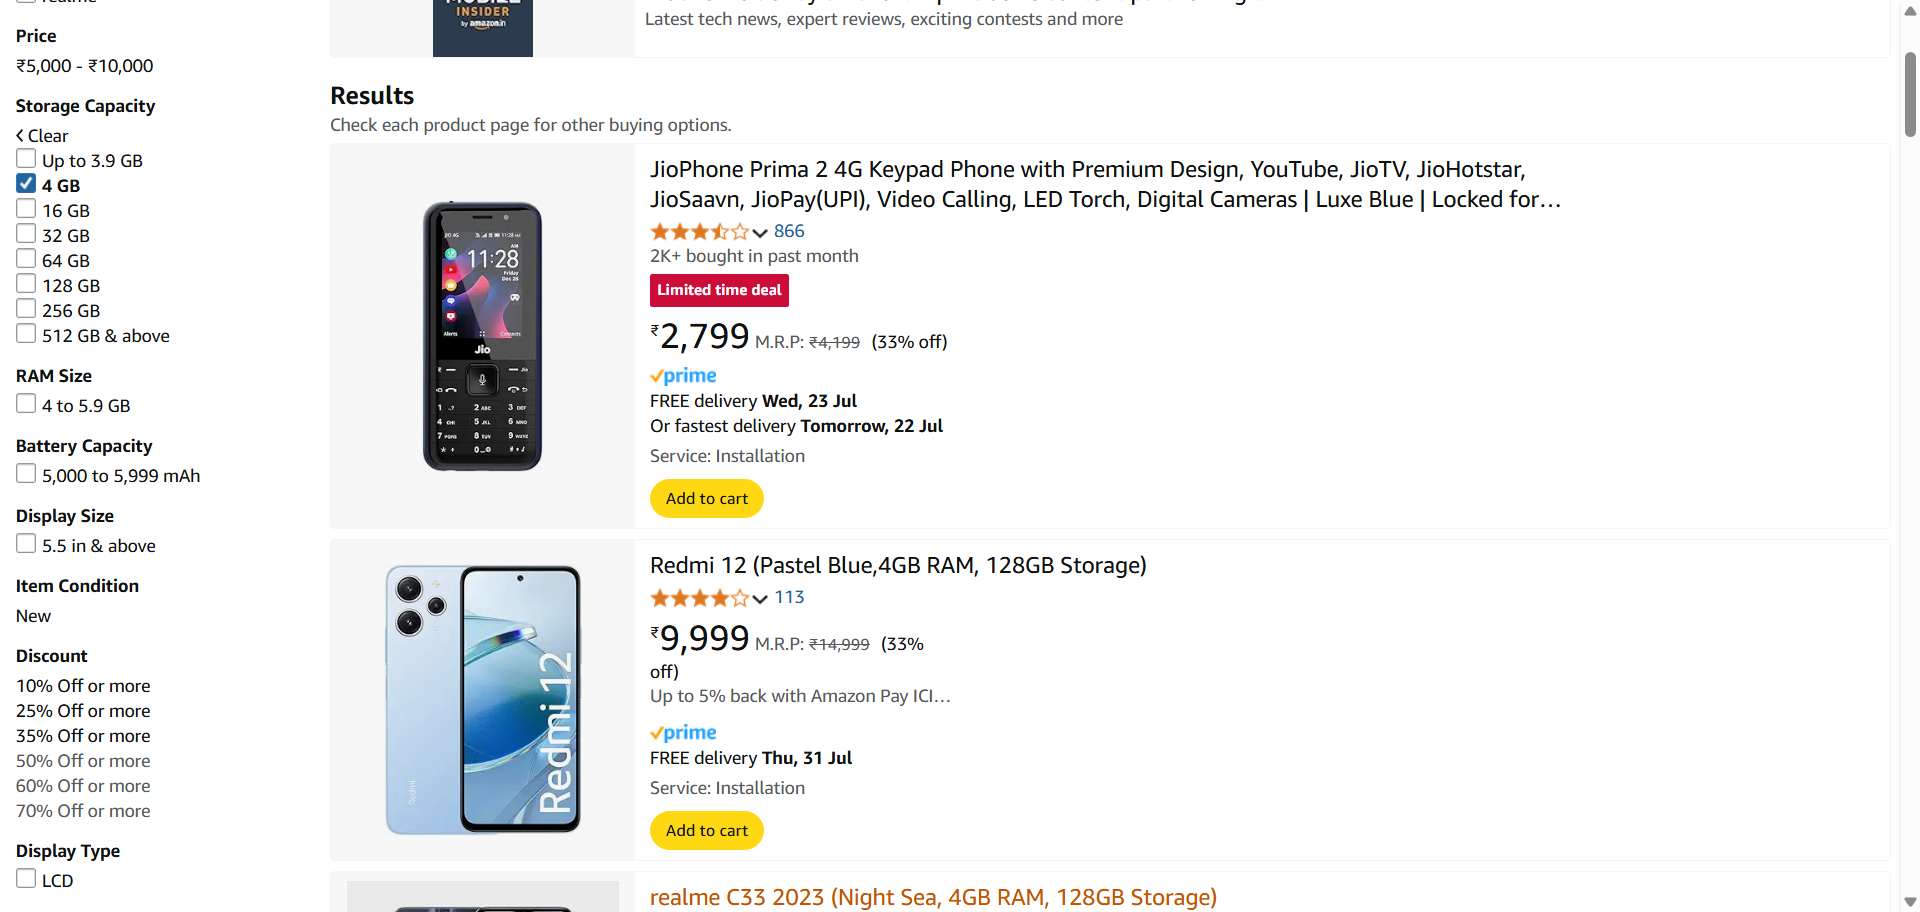 Price
₹5,000 - ₹10,000
Storage Capacity
Clear
Up to 3.9 GB
4 GB
16 GB
32 GB
64 GB
128 GB
256 GB
512 GB & above
RAM Size
4 to 5.9 GB
Battery Capacity
5,000 to 5,999 mAh
Display Size
5.5 in & above
Item Condition
New
Discount
10% Off or more
25% Off or more
35% Off or more
50% Off or more
60% Off or more
70% Off or more
Display Type
LCD
INSIDER
by amazon.in
Latest tech news, expert reviews, exciting contests and more
Results
Check each product page for other buying options.
11:28
Jio
JioPhone Prima 2 4G Keypad Phone with Premium Design, YouTube, JioTV, JioHotstar,
JioSaavn, JioPay(UPI), Video Calling, LED Torch, Digital Cameras | Luxe Blue | Locked for…
866
2K+ bought in past month
Limited time deal
₹2,799 M.R.P: ₹4,199 (33% off)
prime
FREE delivery Wed, 23 Jul
Or fastest delivery Tomorrow, 22 Jul
Service: Installation
Add to cart
Redmi 12
Redmi
Redmi 12 (Pastel Blue,4GB RAM, 128GB Storage)
113
₹9,999 M.R.P: ₹14,999 (33%
off)
Up to 5% back with Amazon Pay ICI…
prime
FREE delivery Thu, 31 Jul
Service: Installation
Add to cart
realme C33 2023 (Night Sea, 4GB RAM, 128GB Storage)